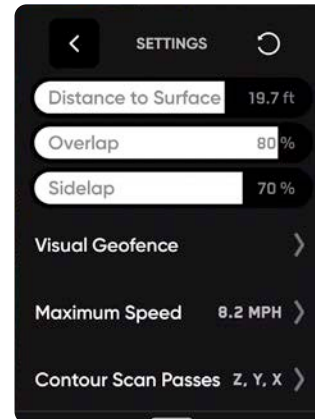 SETTINGS
Distance to Surface 19.7 ft
Overlap 80 %
Sidelap 70 %
Visual Geofence
Maximum Speed 8.2 MPH
Contour Scan Passes Z, Y, X